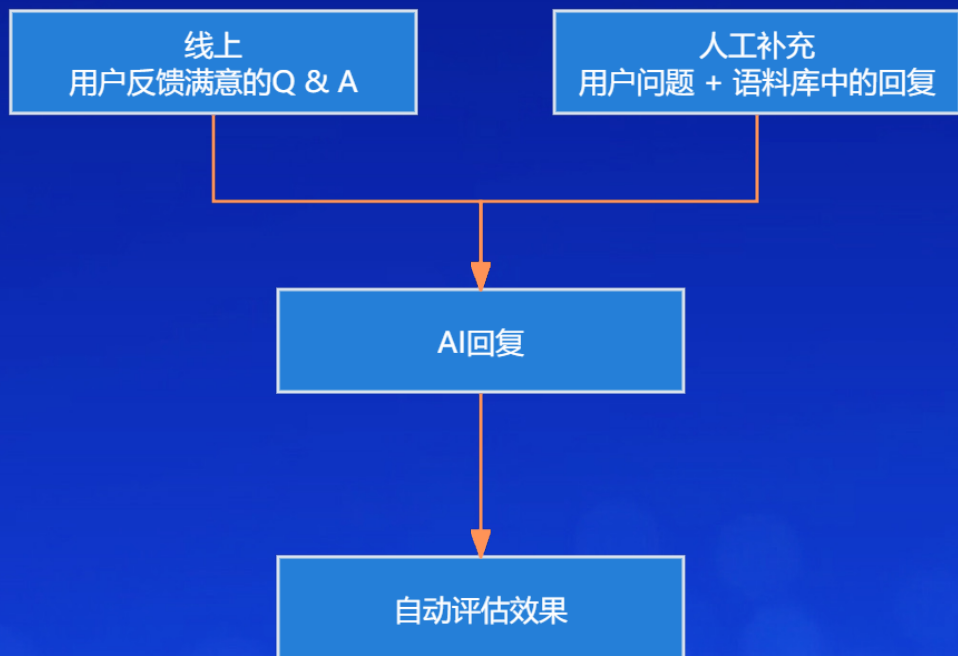 线上
用户反馈满意的Q & A
人工补充
用户问题 + 语料库中的回复
AI回复
自动评估效果